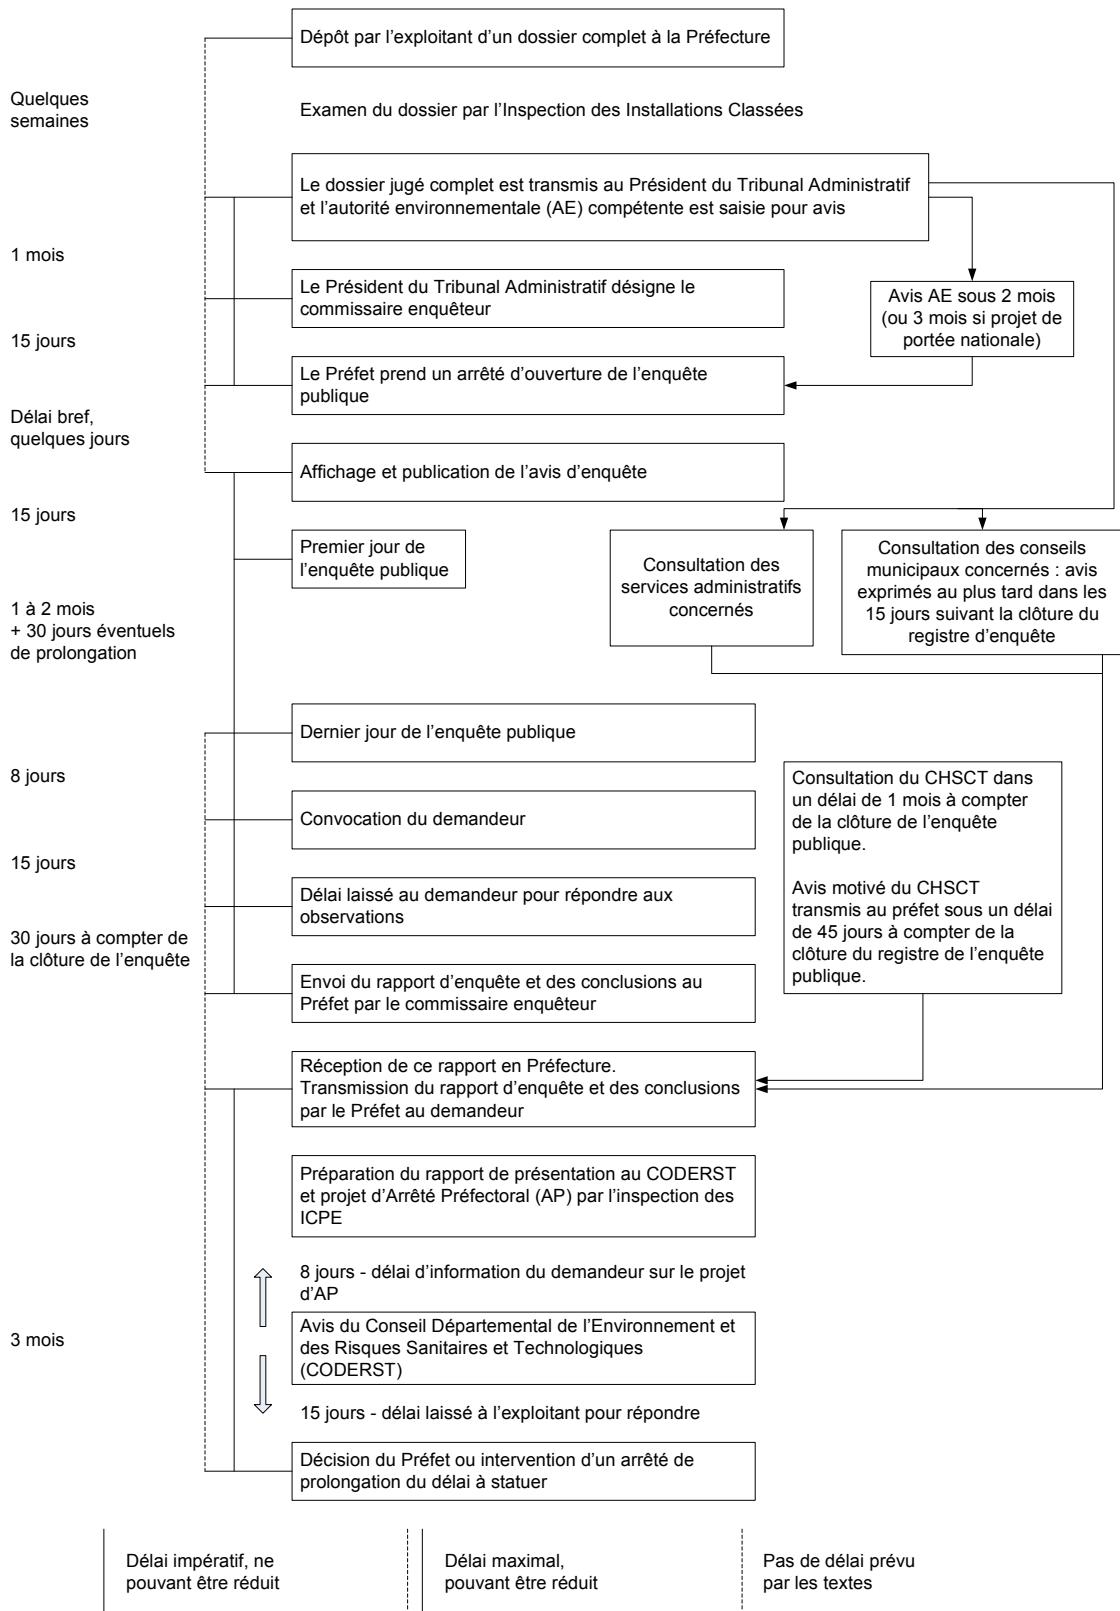 Dépôt par l’exploitant d’un dossier complet à la Préfecture
Quelques
semaines
Examen du dossier par l’Inspection des Installations Classées
Le dossier jugé complet est transmis au Président du Tribunal Administratif
et l’autorité environnementale (AE) compétente est saisie pour avis
1 mois
Le Président du Tribunal Administratif désigne le
commissaire enquêteur
Avis AE sous 2 mois
(ou 3 mois si projet de
portée nationale)
15 jours
Le Préfet prend un arrêté d’ouverture de l’enquête
publique
Délai bref,
quelques jours
Affichage et publication de l’avis d’enquête
15 jours
Premier jour de
l’enquête publique
Consultation des
services administratifs
concernés
Consultation des conseils
municipaux concernés : avis
exprimés au plus tard dans les
15 jours suivant la clôture du
registre d’enquête
1 à 2 mois
+ 30 jours éventuels
de prolongation
Dernier jour de l’enquête publique
8 jours
Convocation du demandeur
Consultation du CHSCT dans
un délai de 1 mois à compter
de la clôture de l’enquête
publique.
Avis motivé du CHSCT
transmis au préfet sous un délai
de 45 jours à compter de la
clôture du registre de l’enquête
publique.
15 jours
Délai laissé au demandeur pour répondre aux
observations
30 jours à compter de
la clôture de l’enquête
Envoi du rapport d’enquête et des conclusions au
Préfet par le commissaire enquêteur
Réception de ce rapport en Préfecture.
Transmission du rapport d’enquête et des conclusions
par le Préfet au demandeur
Préparation du rapport de présentation au CODERST
et projet d’Arrêté Préfectoral (AP) par l’inspection des
ICPE
8 jours - délai d’information du demandeur sur le projet
d’AP
3 mois
Avis du Conseil Départemental de l’Environnement et
des Risques Sanitaires et Technologiques
(CODERST)
15 jours - délai laissé à l’exploitant pour répondre
Décision du Préfet ou intervention d’un arrêté de
prolongation du délai à statuer
Délai impératif, ne
pouvant être réduit
Délai maximal,
pouvant être réduit
Pas de délai prévu
par les textes